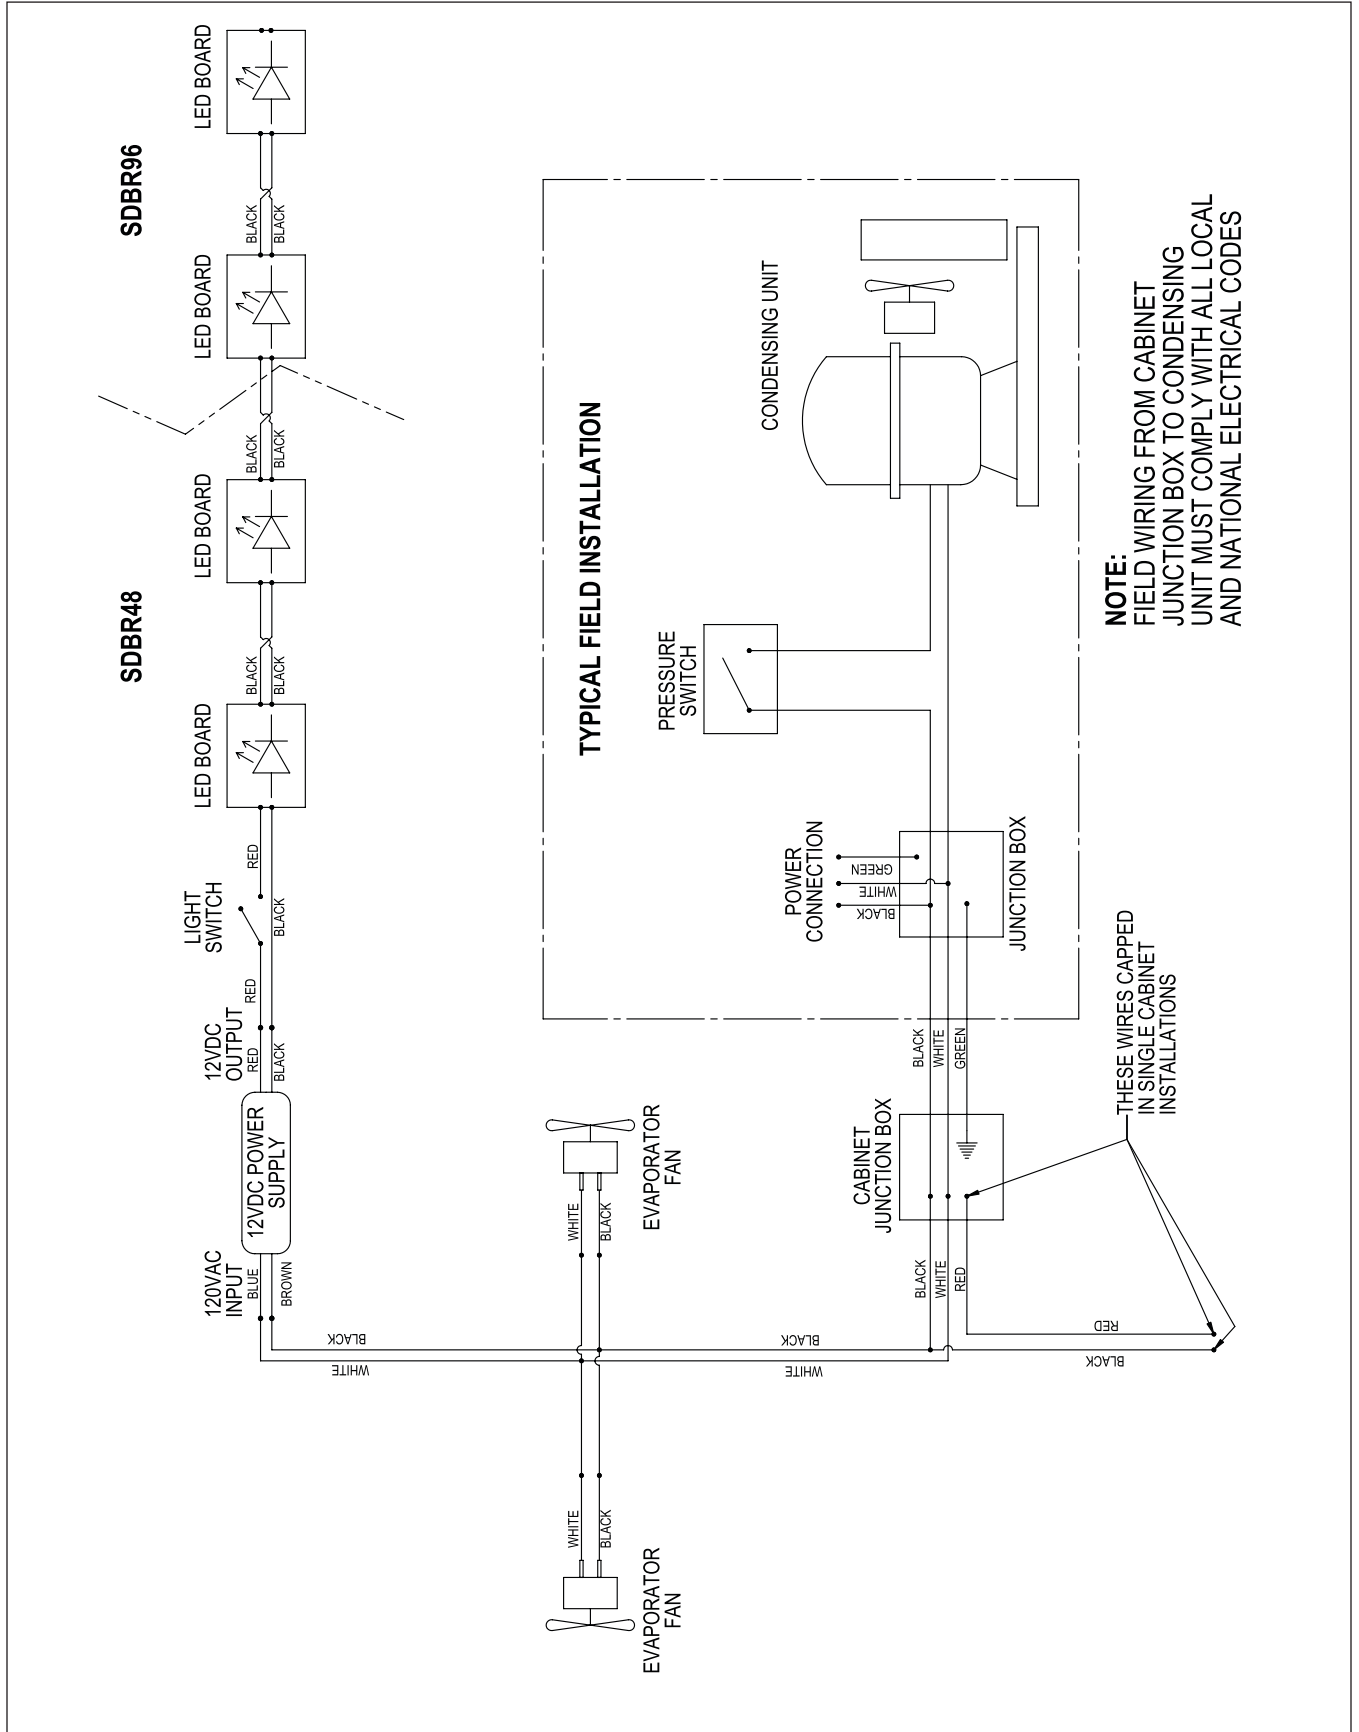 SDBR48
SDBR96
120VAC
INPUT
BLUE
BROWN
12VDC POWER
SUPPLY
12VDC
OUTPUT
RED
BLACK
RED
LIGHT
SWITCH
BLACK
RED
LED BOARD
BLACK
BLACK
LED BOARD
BLACK
BLACK
LED BOARD
BLACK
BLACK
LED BOARD
BLACK
WHITE
EVAPORATOR
FAN
WHITE
BLACK
WHITE
BLACK
EVAPORATOR
FAN
BLACK
WHITE
TYPICAL FIELD INSTALLATION
PRESSURE
SWITCH
CONDENSING UNIT
POWER
CONNECTION
BLACK
WHITE
GREEN
JUNCTION BOX
BLACK
WHITE
GREEN
CABINET
JUNCTION BOX
BLACK
WHITE
RED
RED
BLACK
THESE WIRES CAPPED
IN SINGLE CABINET
INSTALLATIONS
NOTE:
FIELD WIRING FROM CABINET
JUNCTION BOX TO CONDENSING
UNIT MUST COMPLY WITH ALL LOCAL
AND NATIONAL ELECTRICAL CODES